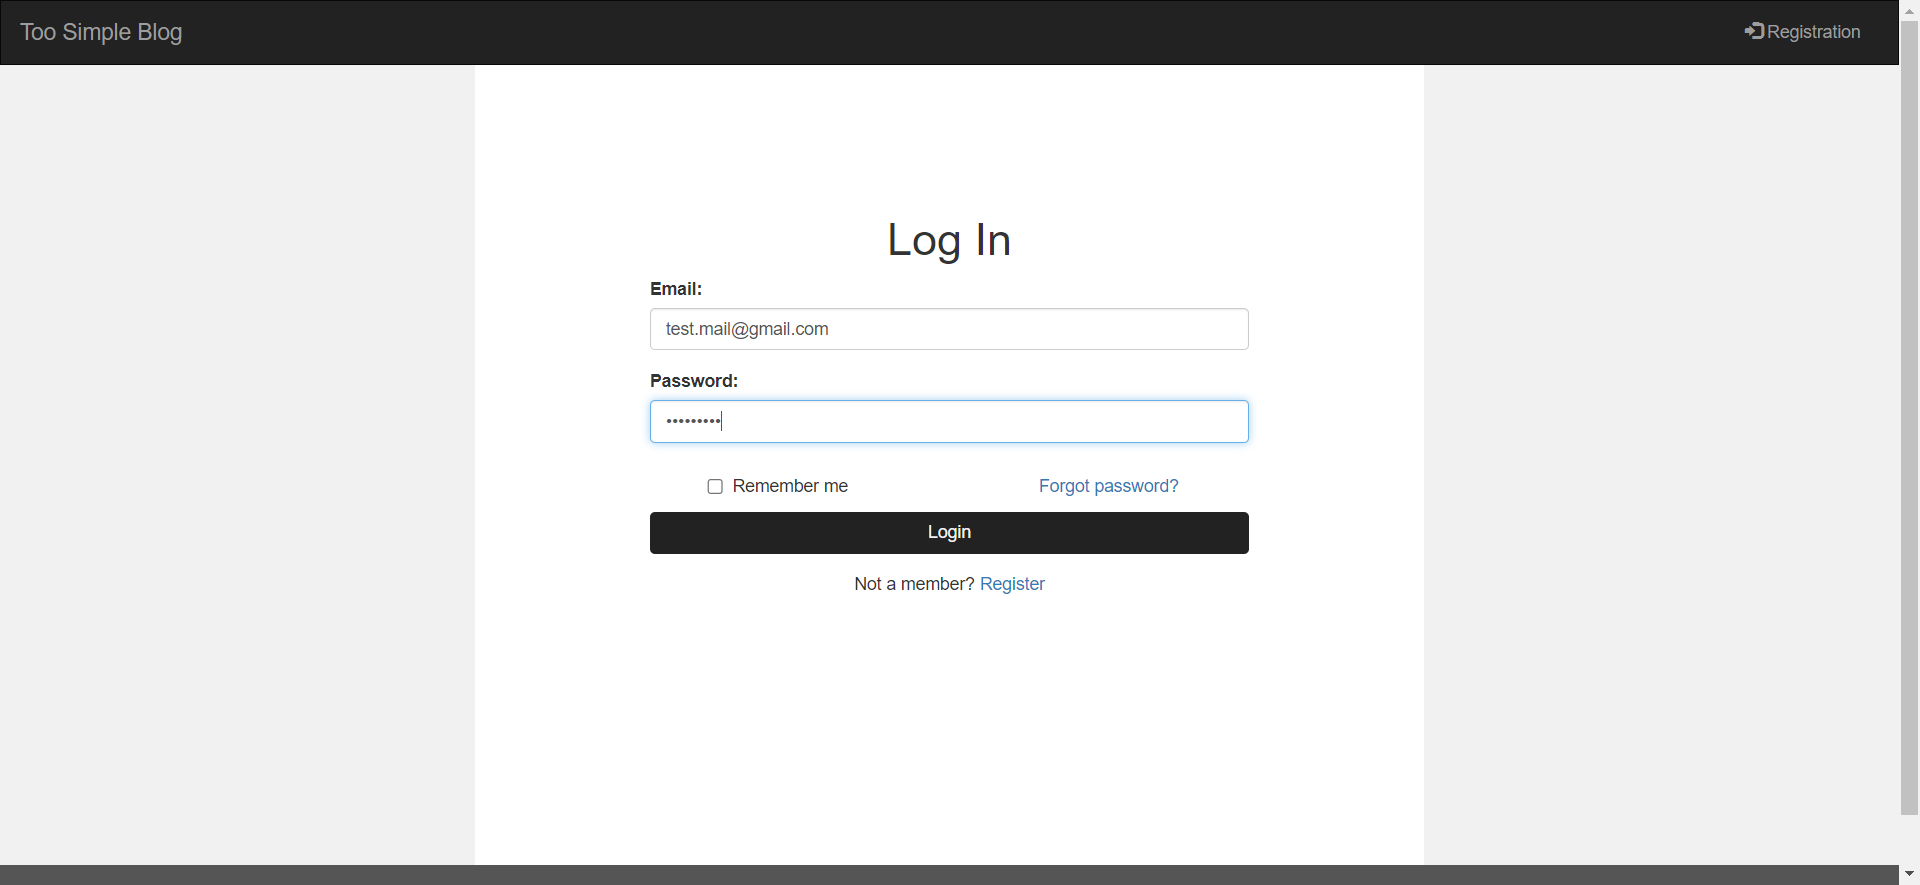 Too Simple Blog
Registration
Log In
Email:
test.mail@gmail.com
Password:
•••••••••
Remember me
Forgot password?
Login
Not a member? Register